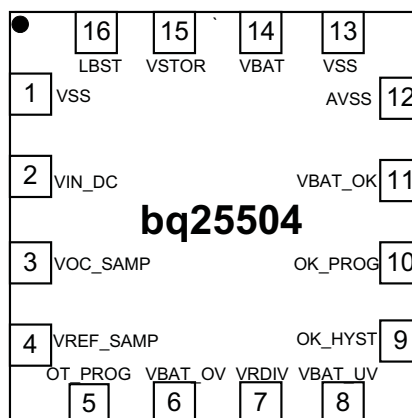 16 15 14 13
LBST VSTOR VBAT VSS
1 VSS AVSS 12
2 VIN_DC VBAT_OK 11
bq25504
3 VOC_SAMP OK_PROG 10
4 VREF_SAMP OK_HYST 9
OT_PROG VBAT_OV VRDIV VBAT_UV
5 6 7 8